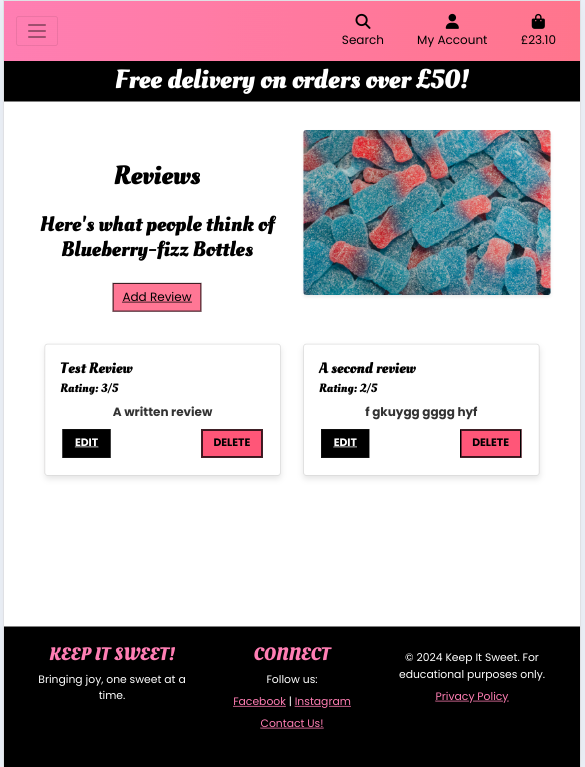 Search
My Account
£23.10
Free delivery on orders over £50!
Reviews
Here's what people think of
Blueberry-fizz Bottles
Add Review
Test Review
Rating: 3/5
A written review
EDIT
DELETE
A second review
Rating: 2/5
f gkuygg gggg hyf
EDIT
DELETE
KEEP IT SWEET!
Bringing joy, one sweet at a
time.
CONNECT
Follow us:
Facebook | Instagram
Contact Us!
© 2024 Keep It Sweet. For
educational purposes only.
Privacy Policy